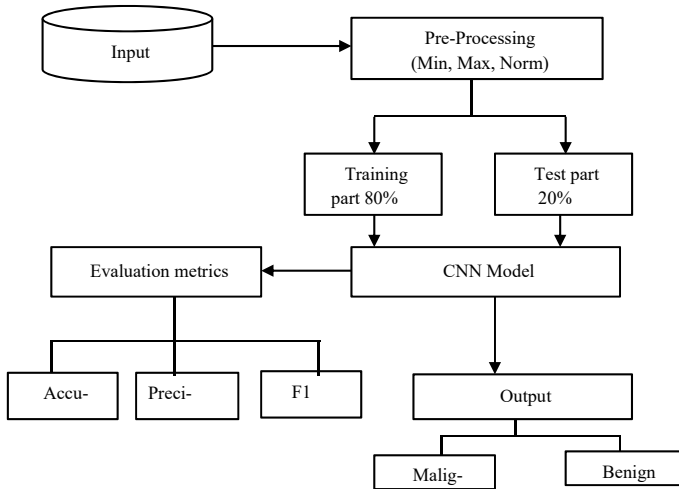 Input
Pre-Processing
(Min, Max, Norm)
Training
part 80%
Test part
20%
Evaluation metrics
CNN Model
Accu-
Preci-
F1
Output
Malig-
Benign